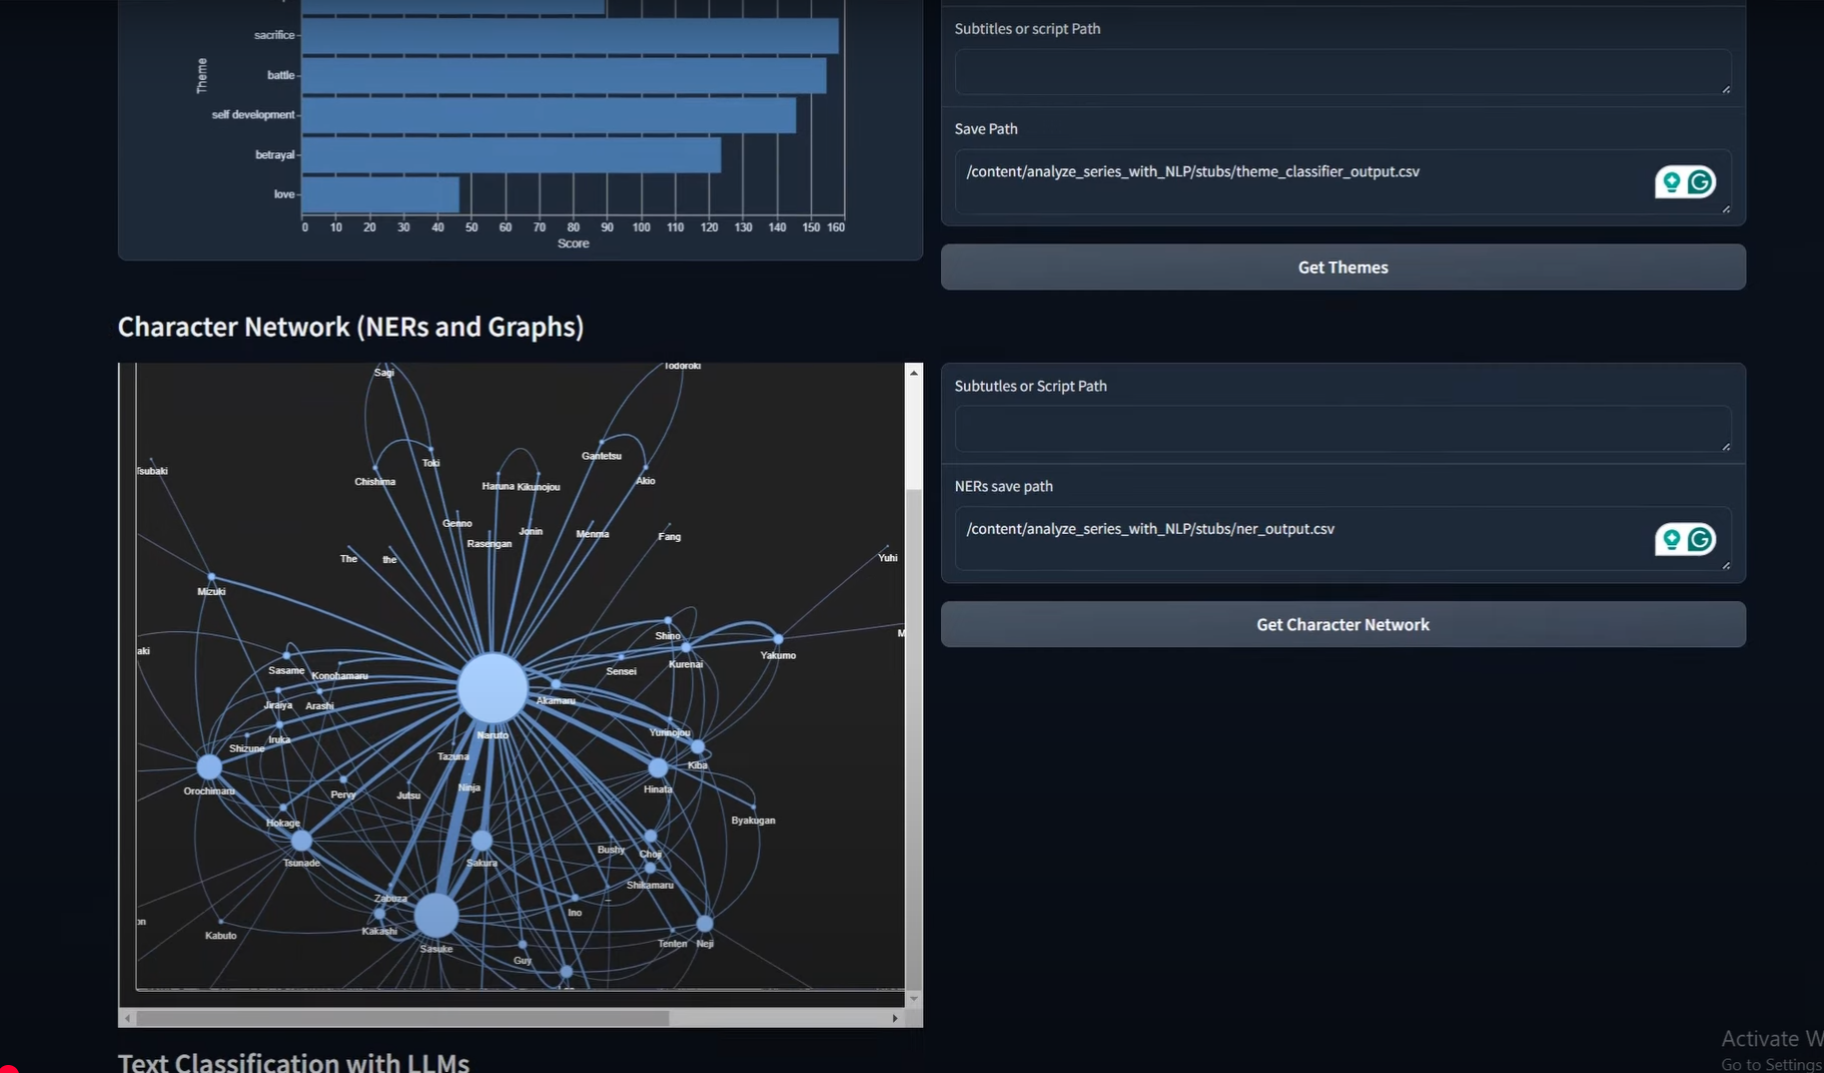 Theme
sacrifice
battle
self development
betrayal
love
0 10 20 30 40 50 60 70 80 90 100 110 120 130 140 150 160
Score
Subtitles or script Path
Save Path
/content/analyze_series_with_NLP/stubs/theme_classifier_output.csv
Get Themes
Character Network (NERs and Graphs)
Sagi
Todoroki
Tsubaki
Toki
Gantetsu
Chishima
Haruna
Kikunojou
Akio
Genno
Jonin
Rasengan
Menma
Fang
The
the
Yuhi
Mizuki
Shino
M
aki
Yakumo
Kurenai
Sasame
Konohamaru
Sensei
Jiraiya
Arashi
Akamaru
Naruto
Yurinojou
Shizune
Iruka
Tazuna
Kiba
Orochimaru
Pervy
Jutsu
Ninja
Hinata
Hokage
Byakugan
Tsunade
Sakura
Bushy
Choji
Shikamaru
Zabuza
Ino
on
Kabuto
Kakashi
Sasuke
Tenten
Neji
Guy
Subtutles or Script Path
NERs save path
/content/analyze_series_with_NLP/stubs/ner_output.csv
Get Character Network
Text Classification with LLMs
Activate W
Go to Settings